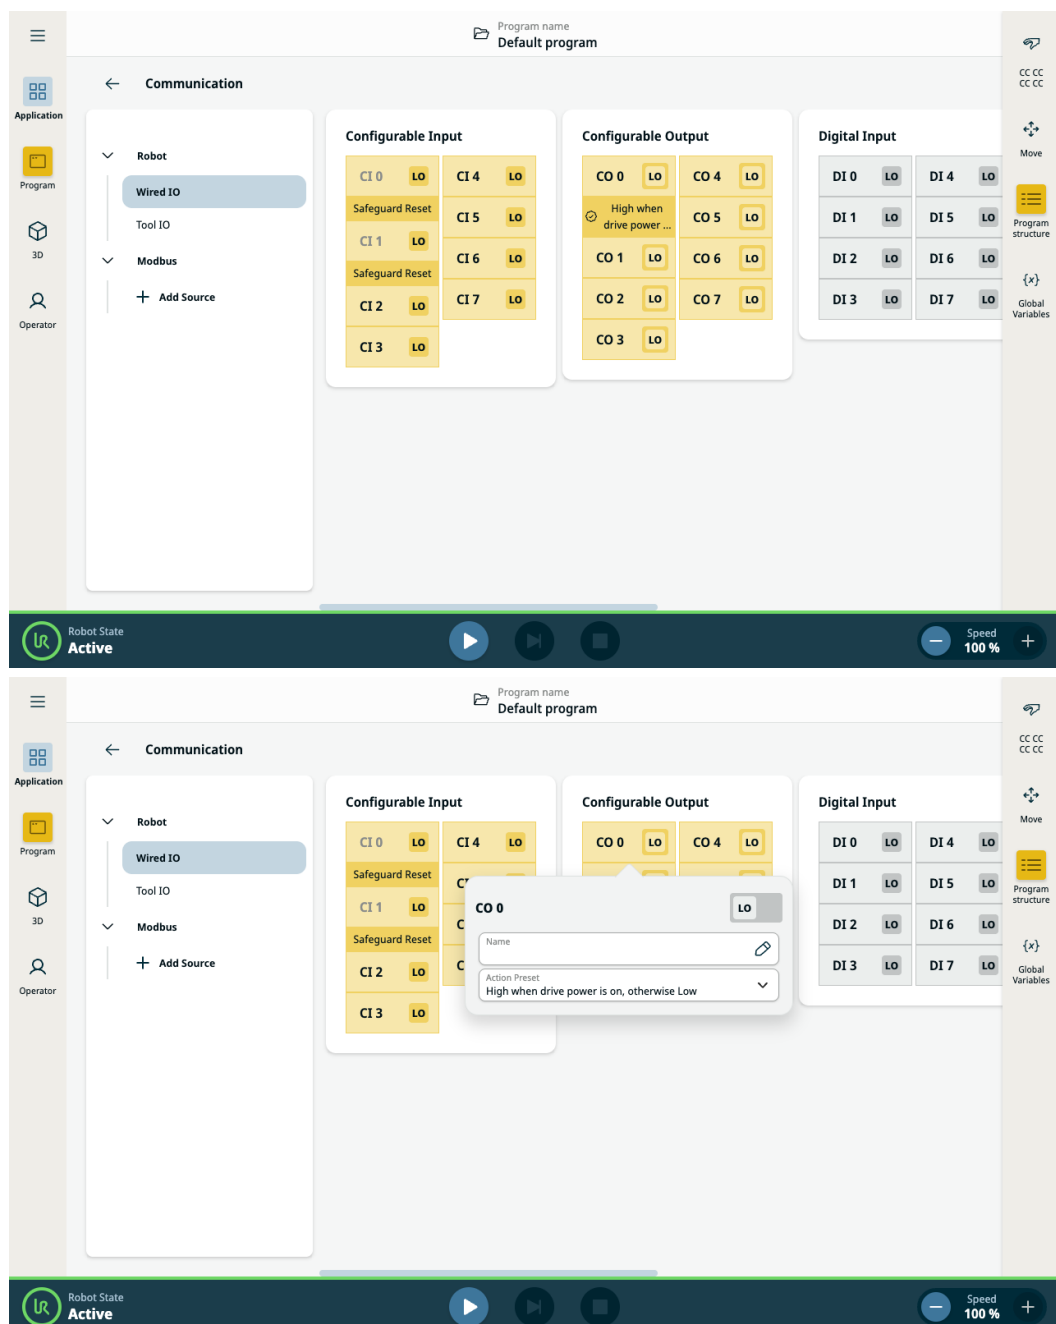 Program name
Default program
Communication
Application
Program
3D
Operator
Robot
Wired IO
Tool IO
Modbus
Add Source
Configurable Input
CI 0 LO CI 4 LO
Safeguard Reset
CI 5 LO
CI 1 LO
CI 6 LO
Safeguard Reset
CI 2 LO CI 7 LO
CI 3 LO
Configurable Output
CO 0 LO CO 4 LO
High when
drive power ...
CO 5 LO
CO 1 LO CO 6 LO
CO 2 LO CO 7 LO
CO 3 LO
Digital Input
DI 0 LO DI 4 LO
DI 1 LO DI 5 LO
DI 2 LO DI 6 LO
DI 3 LO DI 7 LO
CC CC
CC CC
Move
Program
structure
{x}
Global
Variables
UR
Robot State
Active
Speed
100 %
Program name
Default program
Communication
Application
Program
3D
Operator
Robot
Wired IO
Tool IO
Modbus
Add Source
Configurable Input
CI 0 LO CI 4 LO
Safeguard Reset
CI
CI 1 LO
C
Safeguard Reset
CI 2 LO C
CI 3 LO
Configurable Output
CO 0 LO CO 4 LO
CO 0
LO
Name
Action Preset
High when drive power is on, otherwise Low
Digital Input
DI 0 LO DI 4 LO
DI 1 LO DI 5 LO
DI 2 LO DI 6 LO
DI 3 LO DI 7 LO
CC CC
CC CC
Move
Program
structure
{x}
Global
Variables
UR
Robot State
Active
Speed
100 %